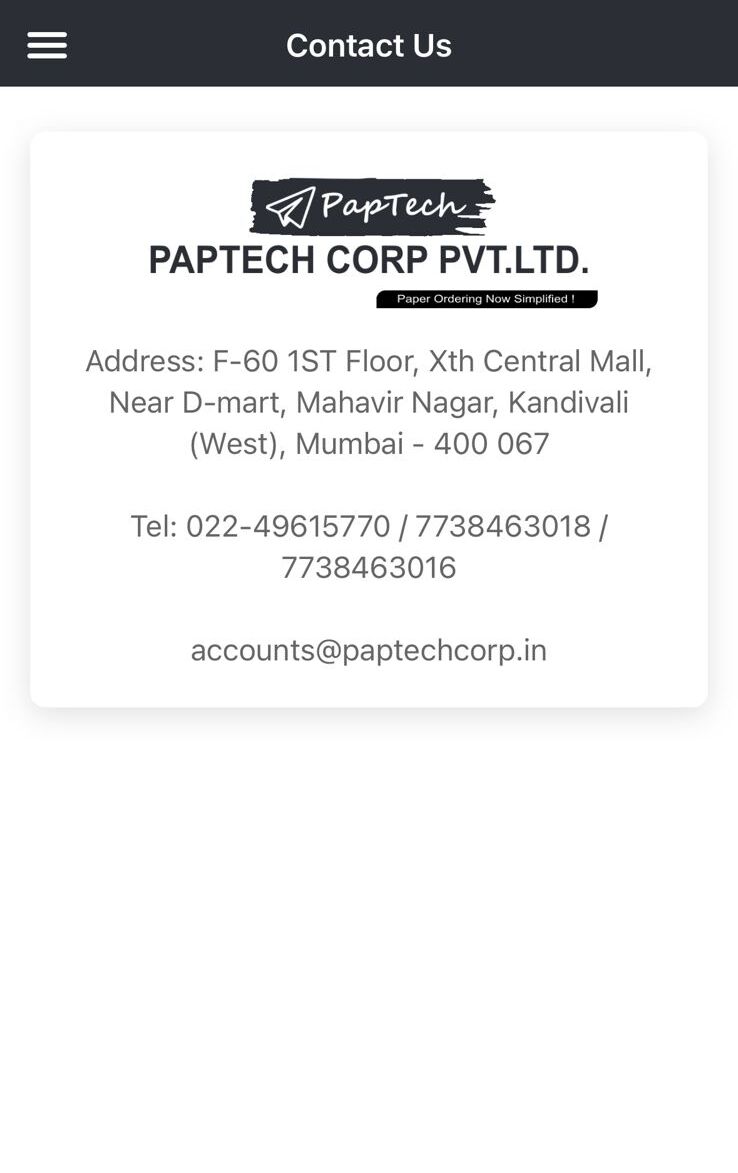 Contact Us
PapTech
PAPTECH CORP PVT.LTD.
Paper Ordering Now Simplified !
Address: F-60 1ST Floor, Xth Central Mall,
Near D-mart, Mahavir Nagar, Kandivali
(West), Mumbai - 400 067
Tel: 022-49615770 / 7738463018 /
7738463016
accounts@paptechcorp.in